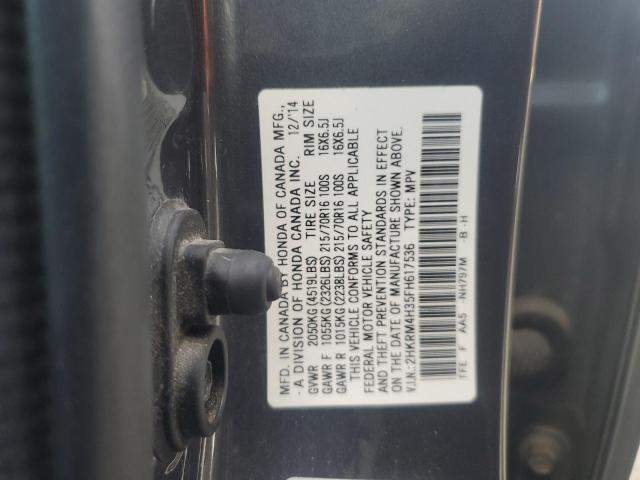 MFD. IN CANADA BY HONDA OF CANADA MFG.,
- A DIVISION OF HONDA CANADA INC. 12/'14
GVWR 2050KG (4519LBS) TIRE SIZE RIM SIZE
GAWR F 1055KG (2326LBS) 215/70R16 100S 16X6.5J
GAWR R 1015KG (2238LBS) 215/70R16 100S 16X6.5J
THIS VEHICLE CONFORMS TO ALL APPLICABLE
FEDERAL MOTOR VEHICLE SAFETY
AND THEFT PREVENTION STANDARDS IN EFFECT
ON THE DATE OF MANUFACTURE SHOWN ABOVE.
V.I.N.: 2HKRM4H35FH617536 TYPE: MPV
TFE F AA5 -NH797M -B -H